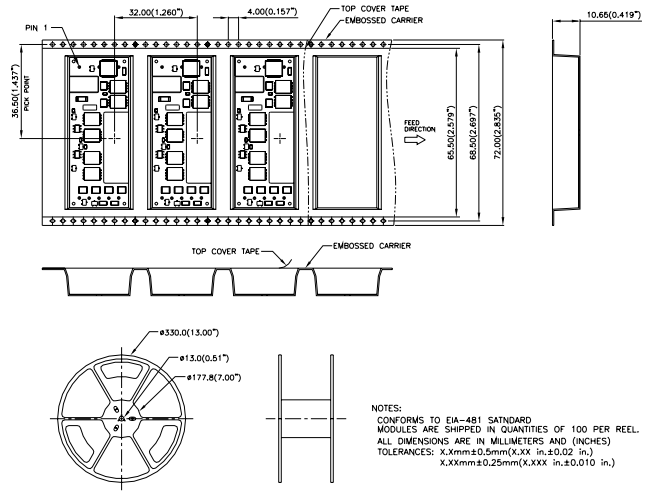 TOP COVER TAPE
EMBOSSED CARRIER
32.00(1.260")
4.00(0.157")
10.65(0.419")
PIN 1
36.50(1.437")
PICK POINT
FEED
DIRECTION
65.50(2.579")
68.50(2.697")
72.00(2.835")
TOP COVER TAPE
EMBOSSED CARRIER
ø330.0(13.00")
ø13.0(0.51")
ø177.8(7.00")
NOTES:
CONFORMS TO EIA-481 SATNDARD
MODULES ARE SHIPPED IN QUANTITIES OF 100 PER REEL.
ALL DIMENSIONS ARE IN MILLIMETERS AND (INCHES)
TOLERANCES: X.Xmm±0.5mm(X.XX in.±0.02 in.)
X.XXmm±0.25mm(X.XXX in.±0.010 in.)